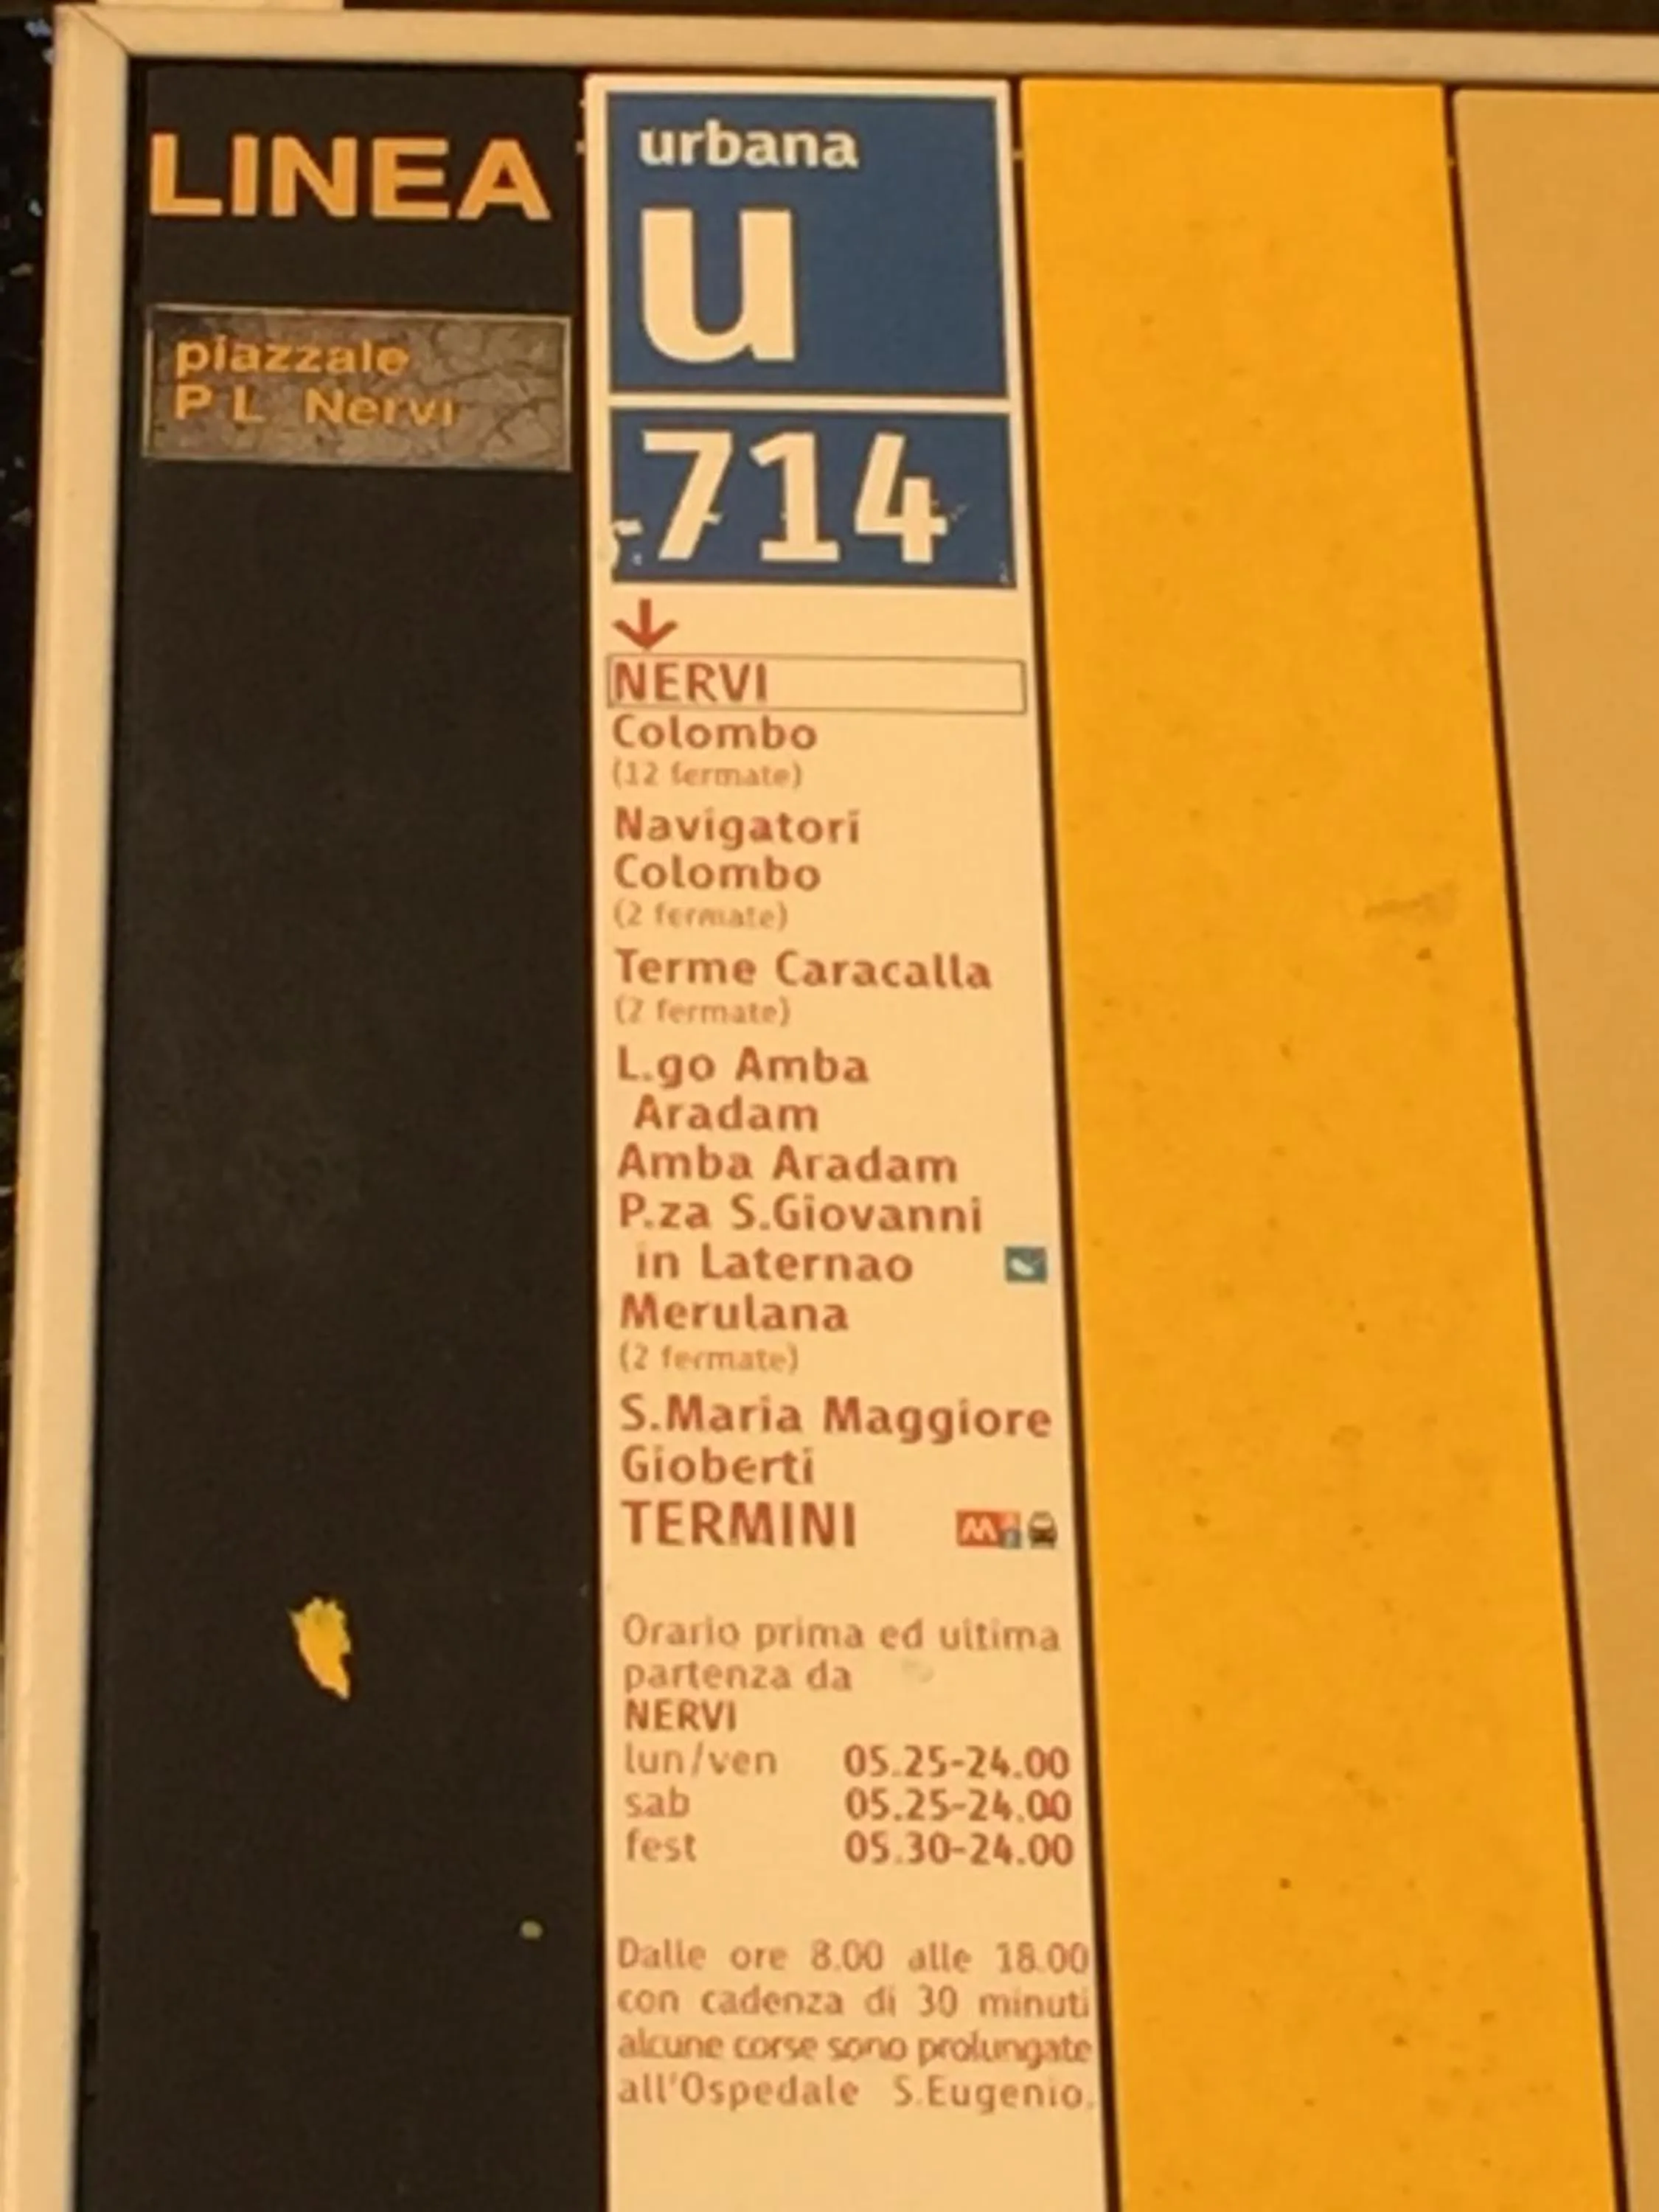 LINEA
piazzale
P L Nervi
urbana
u
714
NERVI
Colombo
(12 fermate)
Navigatori
Colombo
(2 fermate)
Terme Caracalla
(2 fermate)
L.go Amba
Aradam
Amba Aradam
P.za S.Giovanni
in Laternao
Merulana
(2 fermate)
S.Maria Maggiore
Gioberti
TERMINI M
Orario prima ed ultima
partenza da
NERVI
lun/ven 05.25-24.00
sab 05.25-24.00
fest 05.30-24.00
Dalle ore 8.00 alle 18.00
con cadenza di 30 minuti
alcune corse sono prolungate
all'Ospedale S.Eugenio.